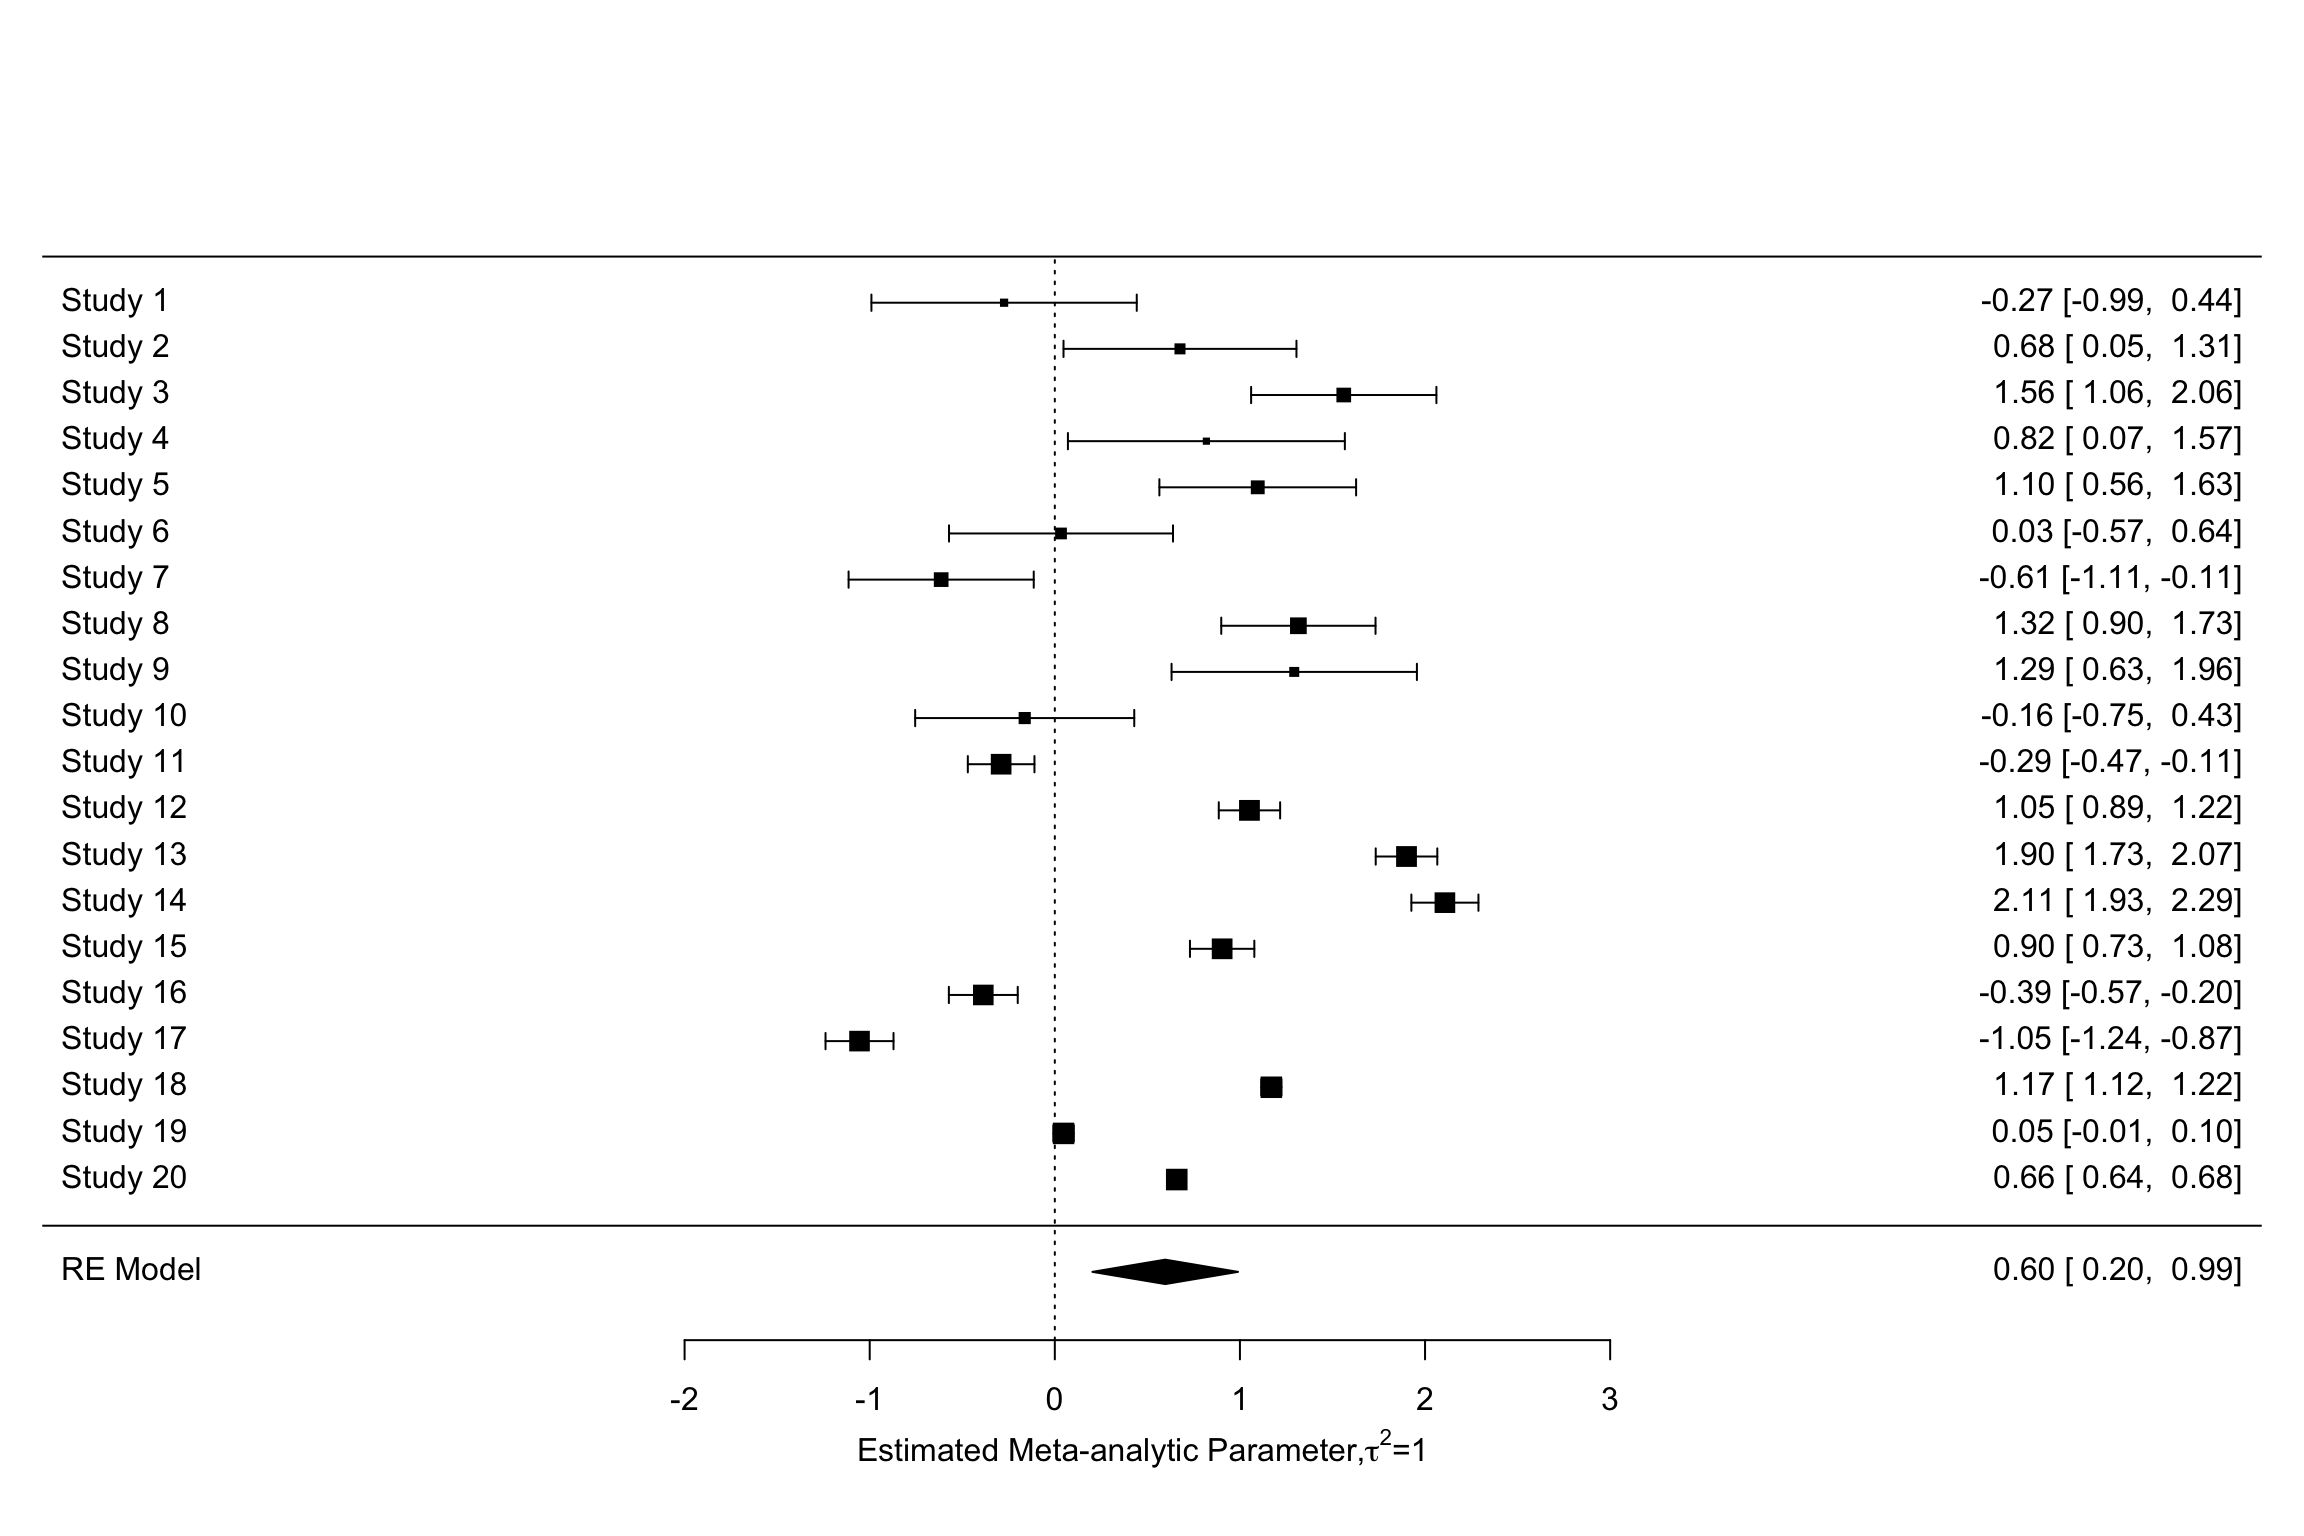 Study 1 -0.27 [-0.99, 0.44]
Study 2 0.68 [ 0.05, 1.31]
Study 3 1.56 [ 1.06, 2.06]
Study 4 0.82 [ 0.07, 1.57]
Study 5 1.10 [ 0.56, 1.63]
Study 6 0.03 [-0.57, 0.64]
Study 7 -0.61 [-1.11, -0.11]
Study 8 1.32 [ 0.90, 1.73]
Study 9 1.29 [ 0.63, 1.96]
Study 10 -0.16 [-0.75, 0.43]
Study 11 -0.29 [-0.47, -0.11]
Study 12 1.05 [ 0.89, 1.22]
Study 13 1.90 [ 1.73, 2.07]
Study 14 2.11 [ 1.93, 2.29]
Study 15 0.90 [ 0.73, 1.08]
Study 16 -0.39 [-0.57, -0.20]
Study 17 -1.05 [-1.24, -0.87]
Study 18 1.17 [ 1.12, 1.22]
Study 19 0.05 [-0.01, 0.10]
Study 20 0.66 [ 0.64, 0.68]
RE Model 0.60 [ 0.20, 0.99]
-2 -1 0 1 2 3
Estimated Meta-analytic Parameter,τ²=1